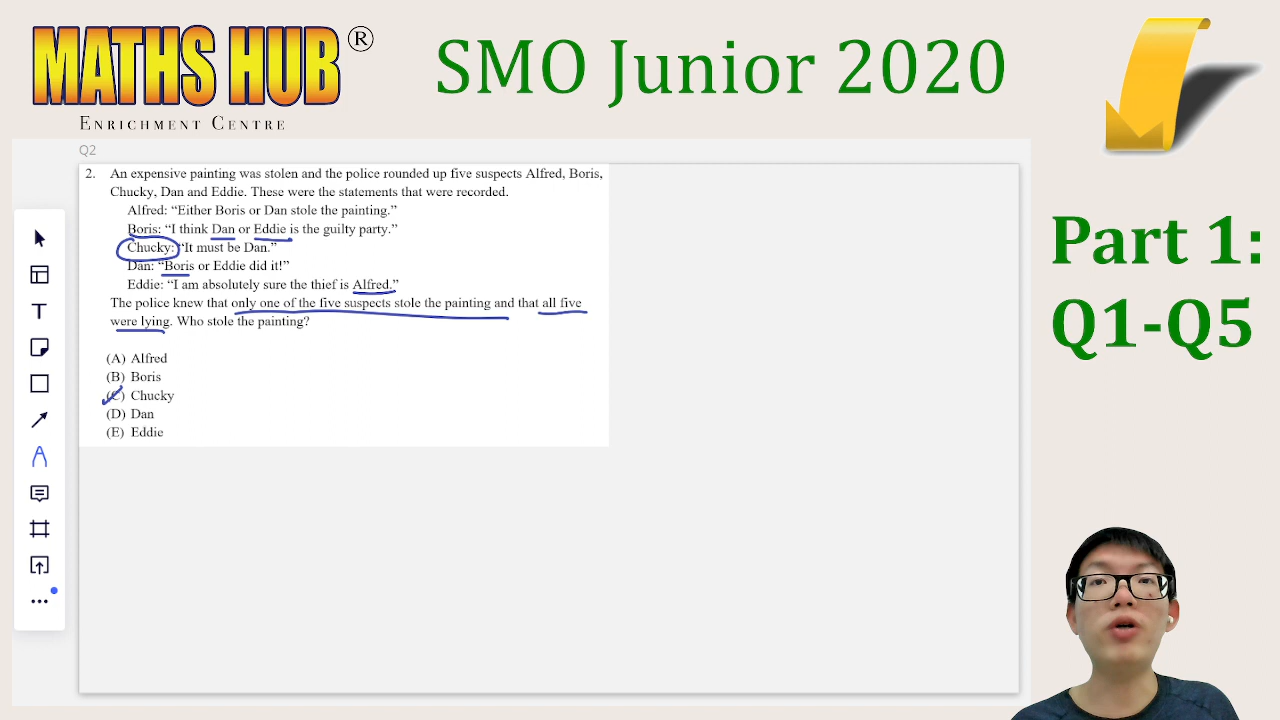 MATHS HUB®
ENRICHMENT CENTRE
SMO Junior 2020
Part 1:
Q1-Q5
Q2
2. An expensive painting was stolen and the police rounded up five suspects Alfred, Boris,
Chucky, Dan and Eddie. These were the statements that were recorded.
Alfred: “Either Boris or Dan stole the painting.”
Boris: “I think Dan or Eddie is the guilty party.”
Chucky: “It must be Dan.”
Dan: “Boris or Eddie did it!”
Eddie: “I am absolutely sure the thief is Alfred.”
The police knew that only one of the five suspects stole the painting and that all five
were lying. Who stole the painting?
(A) Alfred
(B) Boris
(C) Chucky
(D) Dan
(E) Eddie